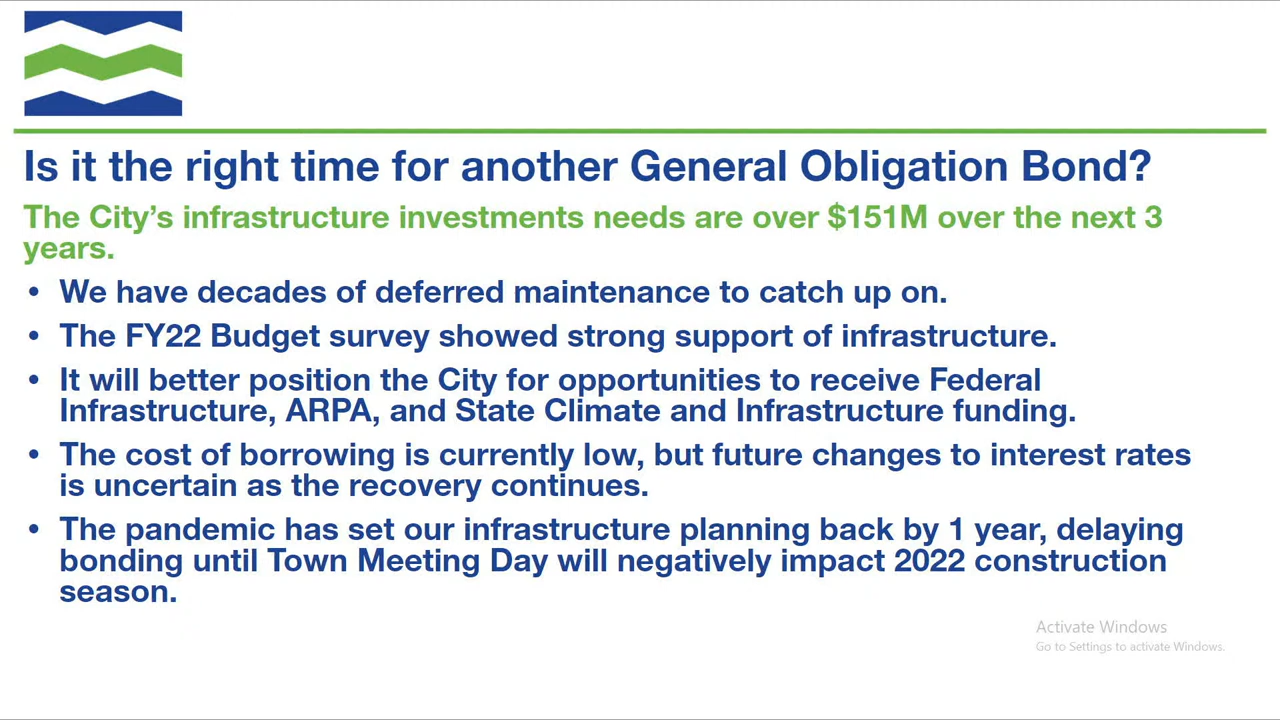 Is it the right time for another General Obligation Bond?
The City’s infrastructure investments needs are over $151M over the next 3
years.
• We have decades of deferred maintenance to catch up on.
• The FY22 Budget survey showed strong support of infrastructure.
• It will better position the City for opportunities to receive Federal
Infrastructure, ARPA, and State Climate and Infrastructure funding.
• The cost of borrowing is currently low, but future changes to interest rates
is uncertain as the recovery continues.
• The pandemic has set our infrastructure planning back by 1 year, delaying
bonding until Town Meeting Day will negatively impact 2022 construction
season.
Activate Windows
Go to Settings to activate Windows.